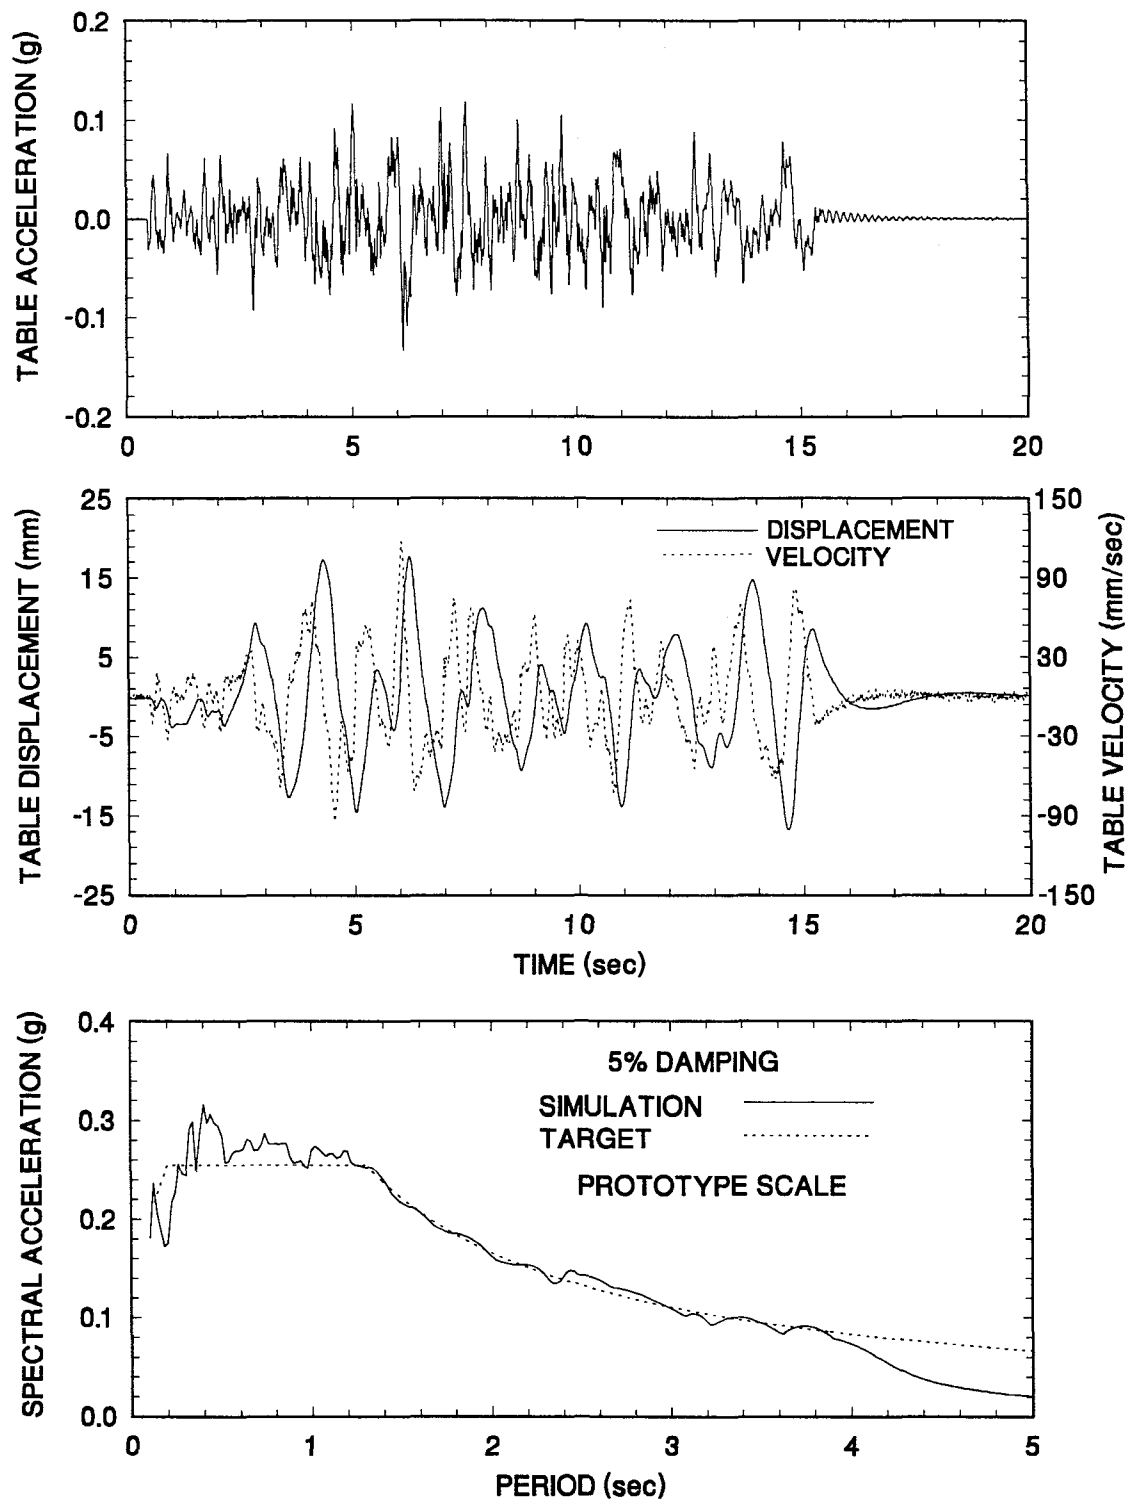 TABLE ACCELERATION (g)
0.2
0.1
0.0
-0.1
-0.2
0 5 10 15 20
TABLE DISPLACEMENT (mm)
25
15
5
-5
-15
-25
DISPLACEMENT
VELOCITY
150
90
30
-30
-90
-150
TABLE VELOCITY (mm/sec)
0 5 10 15 20
TIME (sec)
SPECTRAL ACCELERATION (g)
0.4
0.3
0.2
0.1
0.0
5% DAMPING
SIMULATION
TARGET
PROTOTYPE SCALE
0 1 2 3 4 5
PERIOD (sec)